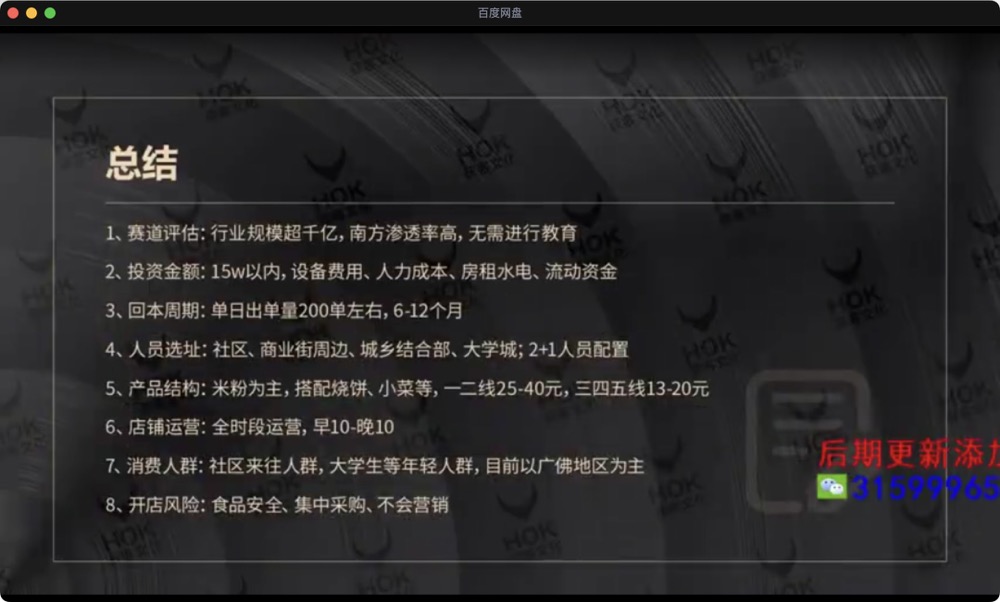 百度网盘
总结
1、赛道评估：行业规模超千亿，南方渗透率高，无需进行教育
2、投资金额：15w以内，设备费用、人力成本、房租水电、流动资金
3、回本周期：单日出单量200单左右，6-12个月
4、人员选址：社区、商业街周边、城乡结合部、大学城；2+1人员配置
5、产品结构：米粉为主，搭配烧饼、小菜等，一二线25-40元，三四五线13-20元
6、店铺运营：全时段运营，早10-晚10
7、消费人群：社区来往人群，大学生等年轻人群，目前以广佛地区为主
8、开店风险：食品安全、集中采购、不会营销
后期更新添加
31599965
HOK